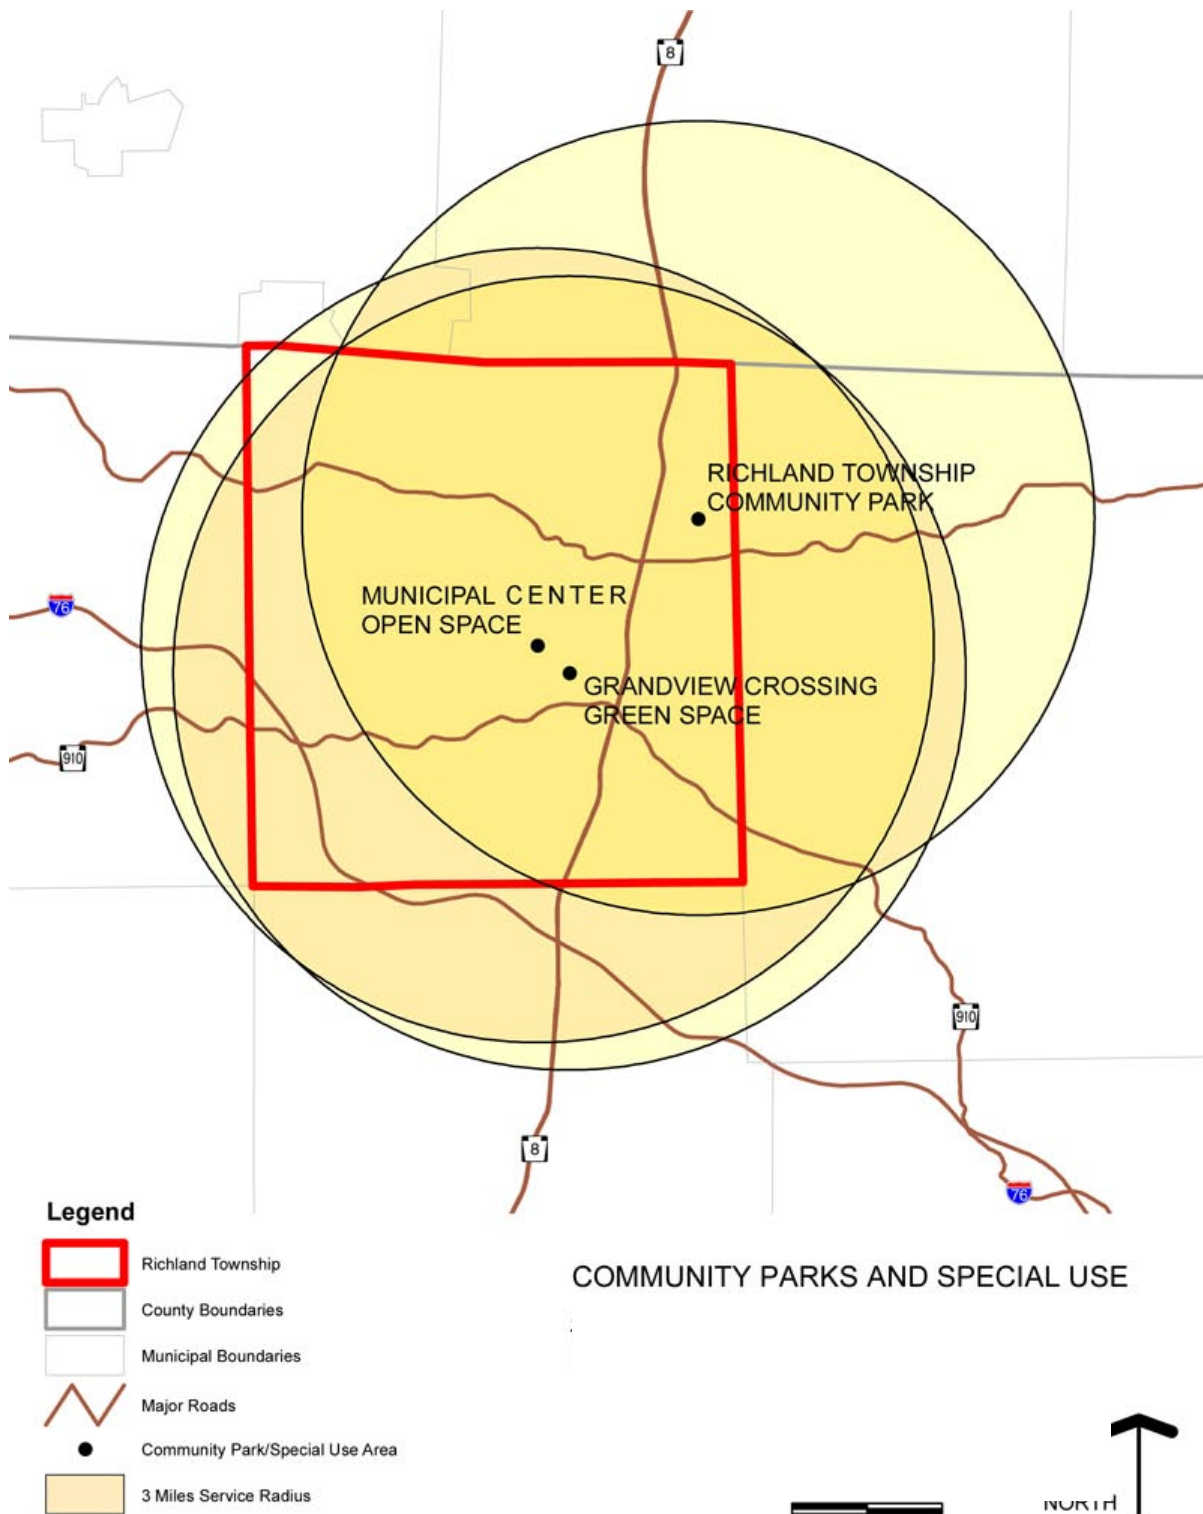 8
RICHLAND TOWNSHIP
COMMUNITY PARK
76
MUNICIPAL CENTER
OPEN SPACE
GRANDVIEW CROSSING
GREEN SPACE
910
910
8
76
Legend
Richland Township
County Boundaries
Municipal Boundaries
Major Roads
Community Park/Special Use Area
3 Miles Service Radius
COMMUNITY PARKS AND SPECIAL USE
NORTH